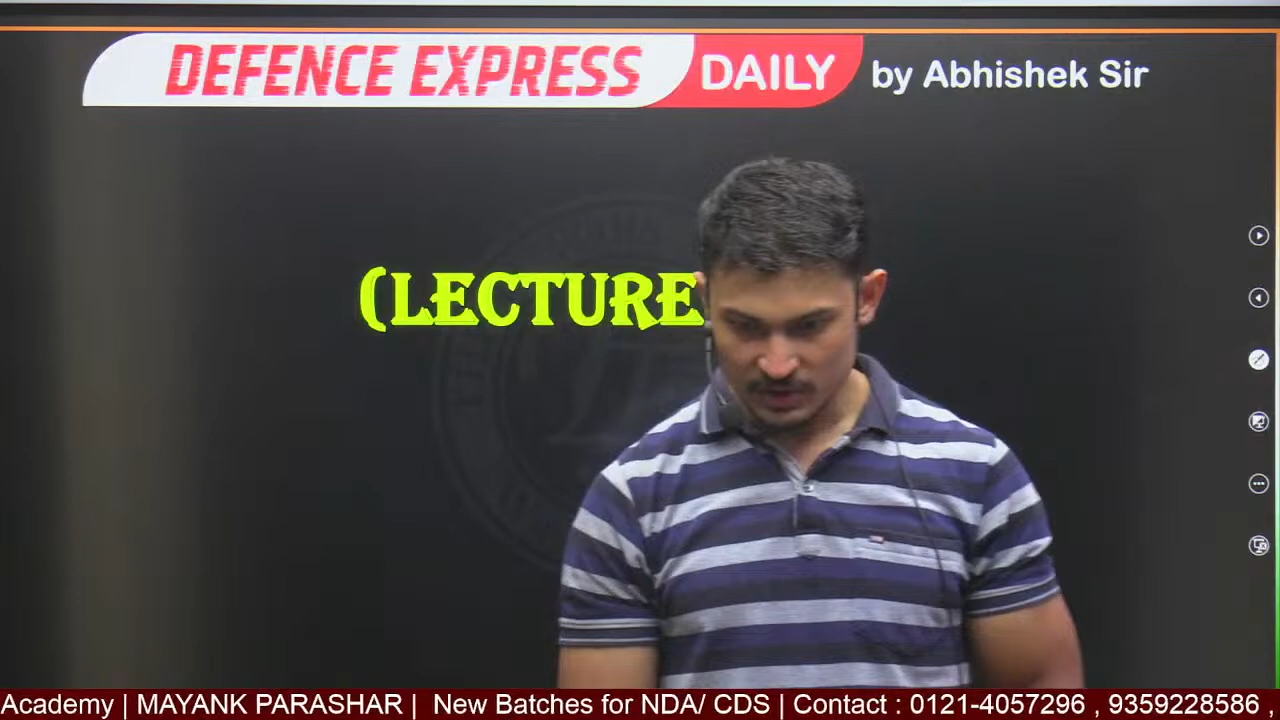 DEFENCE EXPRESS DAILY by Abhishek Sir
(LECTURE
Academy | MAYANK PARASHAR | New Batches for NDA/ CDS | Contact : 0121-4057296 , 9359228586 ,